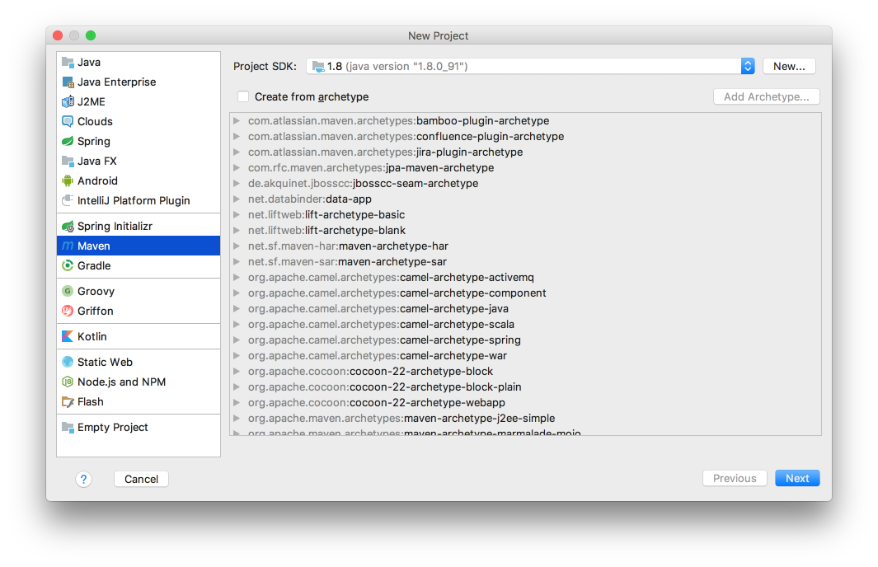 New Project
Java
Java Enterprise
J2ME
Clouds
Spring
Java FX
Android
IntelliJ Platform Plugin
Spring Initializr
Maven
Gradle
Groovy
Griffon
Kotlin
Static Web
Node.js and NPM
Flash
Empty Project
Project SDK: 1.8 (java version "1.8.0_91") New...
Create from archetype Add Archetype...
com.atlassian.maven.archetypes:bamboo-plugin-archetype
com.atlassian.maven.archetypes:confluence-plugin-archetype
com.atlassian.maven.archetypes:jira-plugin-archetype
com.rfc.maven.archetypes:jpa-maven-archetype
de.akquinet.jbosscc:jbosscc-seam-archetype
net.databinder:data-app
net.liftweb:lift-archetype-basic
net.liftweb:lift-archetype-blank
net.sf.maven-har:maven-archetype-har
net.sf.maven-sar:maven-archetype-sar
org.apache.camel.archetypes:camel-archetype-activemq
org.apache.camel.archetypes:camel-archetype-component
org.apache.camel.archetypes:camel-archetype-java
org.apache.camel.archetypes:camel-archetype-scala
org.apache.camel.archetypes:camel-archetype-spring
org.apache.camel.archetypes:camel-archetype-war
org.apache.cocoon:cocoon-22-archetype-block
org.apache.cocoon:cocoon-22-archetype-block-plain
org.apache.cocoon:cocoon-22-archetype-webapp
org.apache.maven.archetypes:maven-archetype-j2ee-simple
org.apache.maven.archetypes:maven-archetype-marmalade-mojo
? Cancel Previous Next